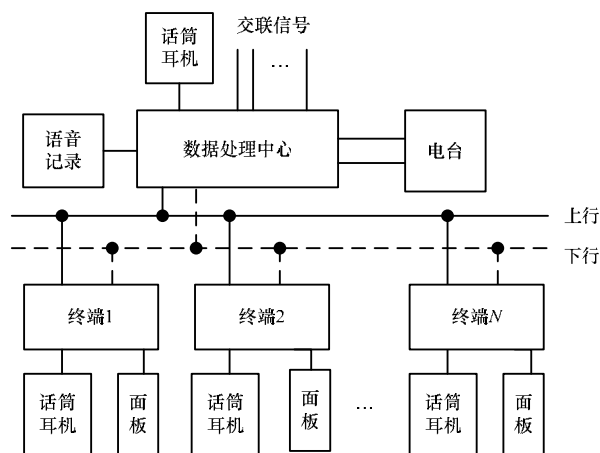 话筒
耳机
交联信号
…
语音
记录
数据处理中心
电台
上行
下行
终端1
终端2
终端N
话筒
耳机
面
板
话筒
耳机
面
板
…
话筒
耳机
面
板